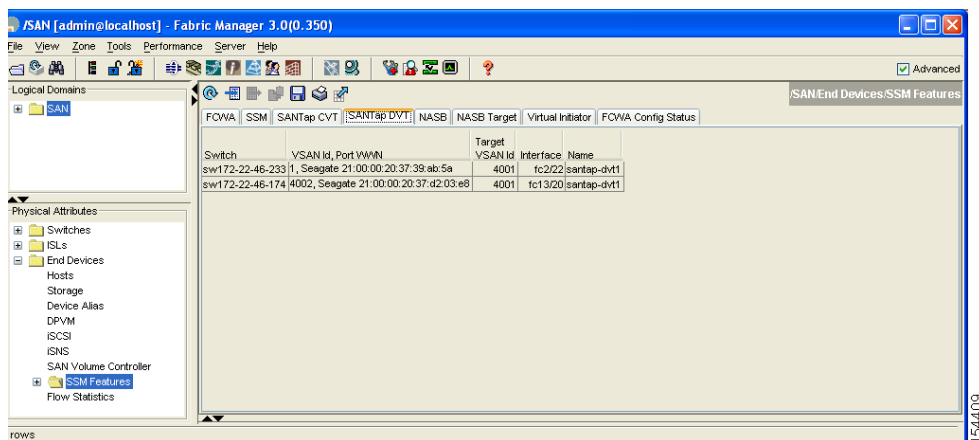 /SAN [admin@localhost] - Fabric Manager 3.0(0.350)
File View Zone Tools Performance Server Help
Advanced
Logical Domains
SAN
/SAN/End Devices/SSM Features
FCWA SSM SANTap CVT SANTap DVT NASB NASB Target Virtual Initiator FCWA Config Status
Target
Switch VSAN Id, Port WWN VSAN Id Interface Name
sw172-22-46-233 1, Seagate 21:00:00:20:37:39:ab:5a 4001 fc2/22 santap-dvt1
sw172-22-46-174 4002, Seagate 21:00:00:20:37:d2:03:e8 4001 fc13/20 santap-dvt1
Physical Attributes
Switches
ISLs
End Devices
Hosts
Storage
Device Alias
DPVM
iSCSI
iSNS
SAN Volume Controller
SSM Features
Flow Statistics
rows
154409